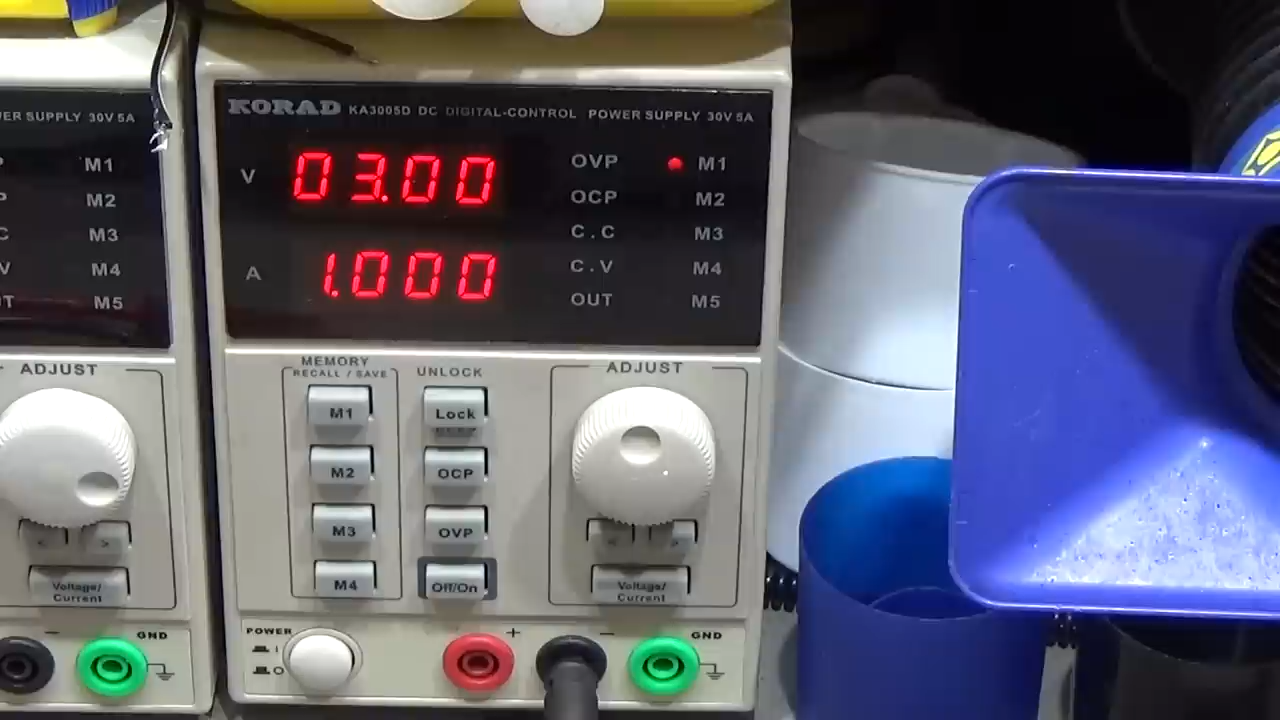 ER SUPPLY 30V 5A
M1
M2
M3
M4
M5
ADJUST
<
>
Voltage/
Current
−
GND
KORAD KA3005D DC DIGITAL-CONTROL POWER SUPPLY 30V 5A
V 03.00
A 1.000
OVP M1
OCP M2
C.C M3
C.V M4
OUT M5
MEMORY
RECALL / SAVE
UNLOCK
ADJUST
M1 Lock
M2 OCP
M3 OVP
M4 Off/On
<
>
Voltage/
Current
POWER
I
O
+
−
GND